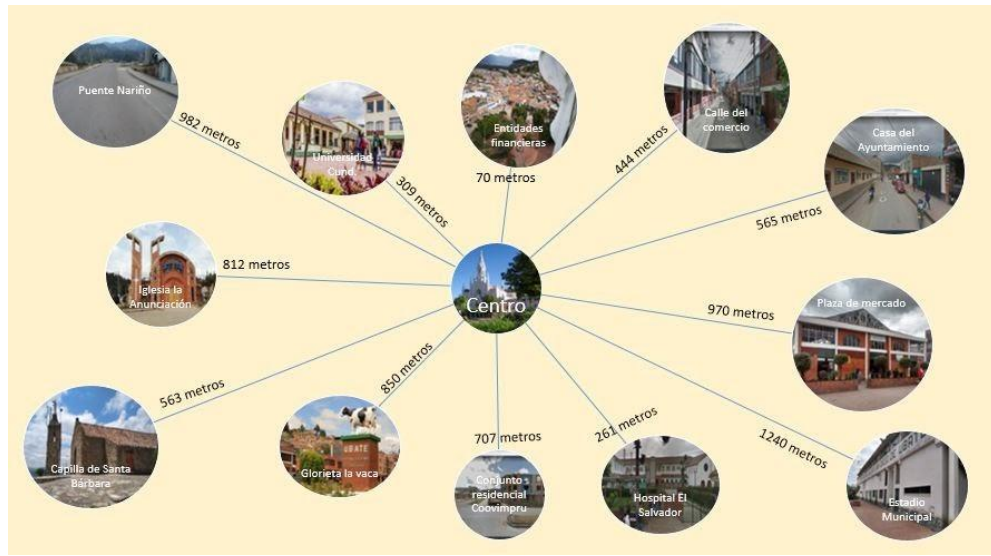 Puente Nariño
982 metros
Universidad
Cund.
309 metros
Entidades
financieras
70 metros
Calle del
comercio
444 metros
Casa del
Ayuntamiento
565 metros
Iglesia la
Anunciación
812 metros
Centro
Plaza de mercado
970 metros
Capilla de Santa
Bárbara
563 metros
UBATE
Glorieta la vaca
850 metros
Conjunto
residencial
Coovimpru
707 metros
Hospital El
Salvador
261 metros
Estadio
Municipal
1240 metros